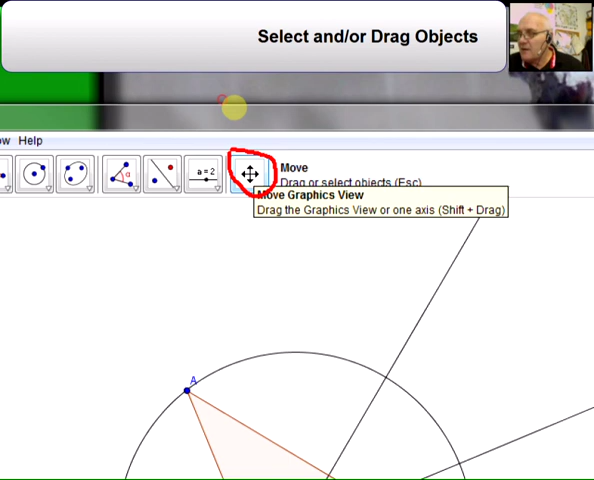 Select and/or Drag Objects
ow Help
α
a = 2
Move
Drag or select objects (Esc)
Move Graphics View
Drag the Graphics View or one axis (Shift + Drag)
A